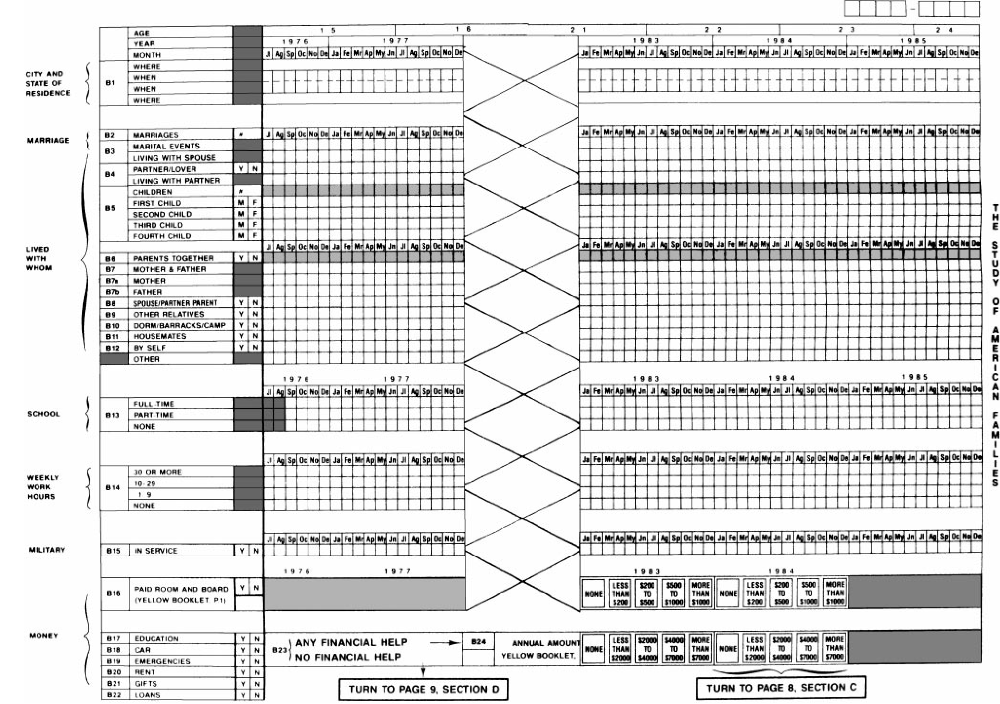 AGE 15 16 21 22 23 24
YEAR 1976 1977 1983 1984 1985
MONTH Jl Ag Sp Oc No De Ja Fe Mr Ap My Jn Jl Ag Sp Oc No De Ja Fe Mr Ap My Jn Jl Ag Sp Oc No De Ja Fe Mr Ap My Jn Jl Ag Sp Oc No De Ja Fe Mr Ap My Jn Jl Ag Sp Oc No De
CITY AND
STATE OF
RESIDENCE
B1
WHERE
WHEN
WHEN
WHERE
MARRIAGE
B2 MARRIAGES # Jl Ag Sp Oc No De Ja Fe Mr Ap My Jn Jl Ag Sp Oc No De Ja Fe Mr Ap My Jn Jl Ag Sp Oc No De Ja Fe Mr Ap My Jn Jl Ag Sp Oc No De Ja Fe Mr Ap My Jn Jl Ag Sp Oc No De
B3 MARITAL EVENTS
LIVING WITH SPOUSE
LIVED
WITH
WHOM
B4 PARTNER/LOVER Y N
LIVING WITH PARTNER
B5 CHILDREN #
FIRST CHILD M F
SECOND CHILD M F
THIRD CHILD M F
FOURTH CHILD M F
Jl Ag Sp Oc No De Ja Fe Mr Ap My Jn Jl Ag Sp Oc No De Ja Fe Mr Ap My Jn Jl Ag Sp Oc No De Ja Fe Mr Ap My Jn Jl Ag Sp Oc No De Ja Fe Mr Ap My Jn Jl Ag Sp Oc No De
B6 PARENTS TOGETHER Y N
B7 MOTHER & FATHER
B7a MOTHER
B7b FATHER
B8 SPOUSE/PARTNER PARENT Y N
B9 OTHER RELATIVES Y N
B10 DORM/BARRACKS/CAMP Y N
B11 HOUSEMATES Y N
B12 BY SELF Y N
OTHER
1976 1977 1983 1984 1985
Jl Ag Sp Oc No De Ja Fe Mr Ap My Jn Jl Ag Sp Oc No De Ja Fe Mr Ap My Jn Jl Ag Sp Oc No De Ja Fe Mr Ap My Jn Jl Ag Sp Oc No De Ja Fe Mr Ap My Jn Jl Ag Sp Oc No De
SCHOOL
B13
FULL-TIME
PART-TIME
NONE
Jl Ag Sp Oc No De Ja Fe Mr Ap My Jn Jl Ag Sp Oc No De Ja Fe Mr Ap My Jn Jl Ag Sp Oc No De Ja Fe Mr Ap My Jn Jl Ag Sp Oc No De Ja Fe Mr Ap My Jn Jl Ag Sp Oc No De
WEEKLY
WORK
HOURS
B14
30 OR MORE
10-29
1 9
NONE
Jl Ag Sp Oc No De Ja Fe Mr Ap My Jn Jl Ag Sp Oc No De Ja Fe Mr Ap My Jn Jl Ag Sp Oc No De Ja Fe Mr Ap My Jn Jl Ag Sp Oc No De Ja Fe Mr Ap My Jn Jl Ag Sp Oc No De
MILITARY
B15 IN SERVICE Y N
1976 1977 1983 1984
MONEY
B16
PAID ROOM AND BOARD Y N
(YELLOW BOOKLET. P.1)
NONE
LESS
THAN
$200
$200
TO
$500
$500
TO
$1000
MORE
THAN
$1000
NONE
LESS
THAN
$200
$200
TO
$500
$500
TO
$1000
MORE
THAN
$1000
B17 EDUCATION Y N
B18 CAR Y N
B19 EMERGENCIES Y N
B20 RENT Y N
B21 GIFTS Y N
B22 LOANS Y N
B23
ANY FINANCIAL HELP
NO FINANCIAL HELP
B24
ANNUAL AMOUNT
YELLOW BOOKLET,
NONE
LESS
THAN
$2000
$2000
TO
$4000
$4000
TO
$7000
MORE
THAN
$7000
NONE
LESS
THAN
$2000
$2000
TO
$4000
$4000
TO
$7000
MORE
THAN
$7000
TURN TO PAGE 9, SECTION D
TURN TO PAGE 8, SECTION C
THE STUDY OF AMERICAN FAMILIES